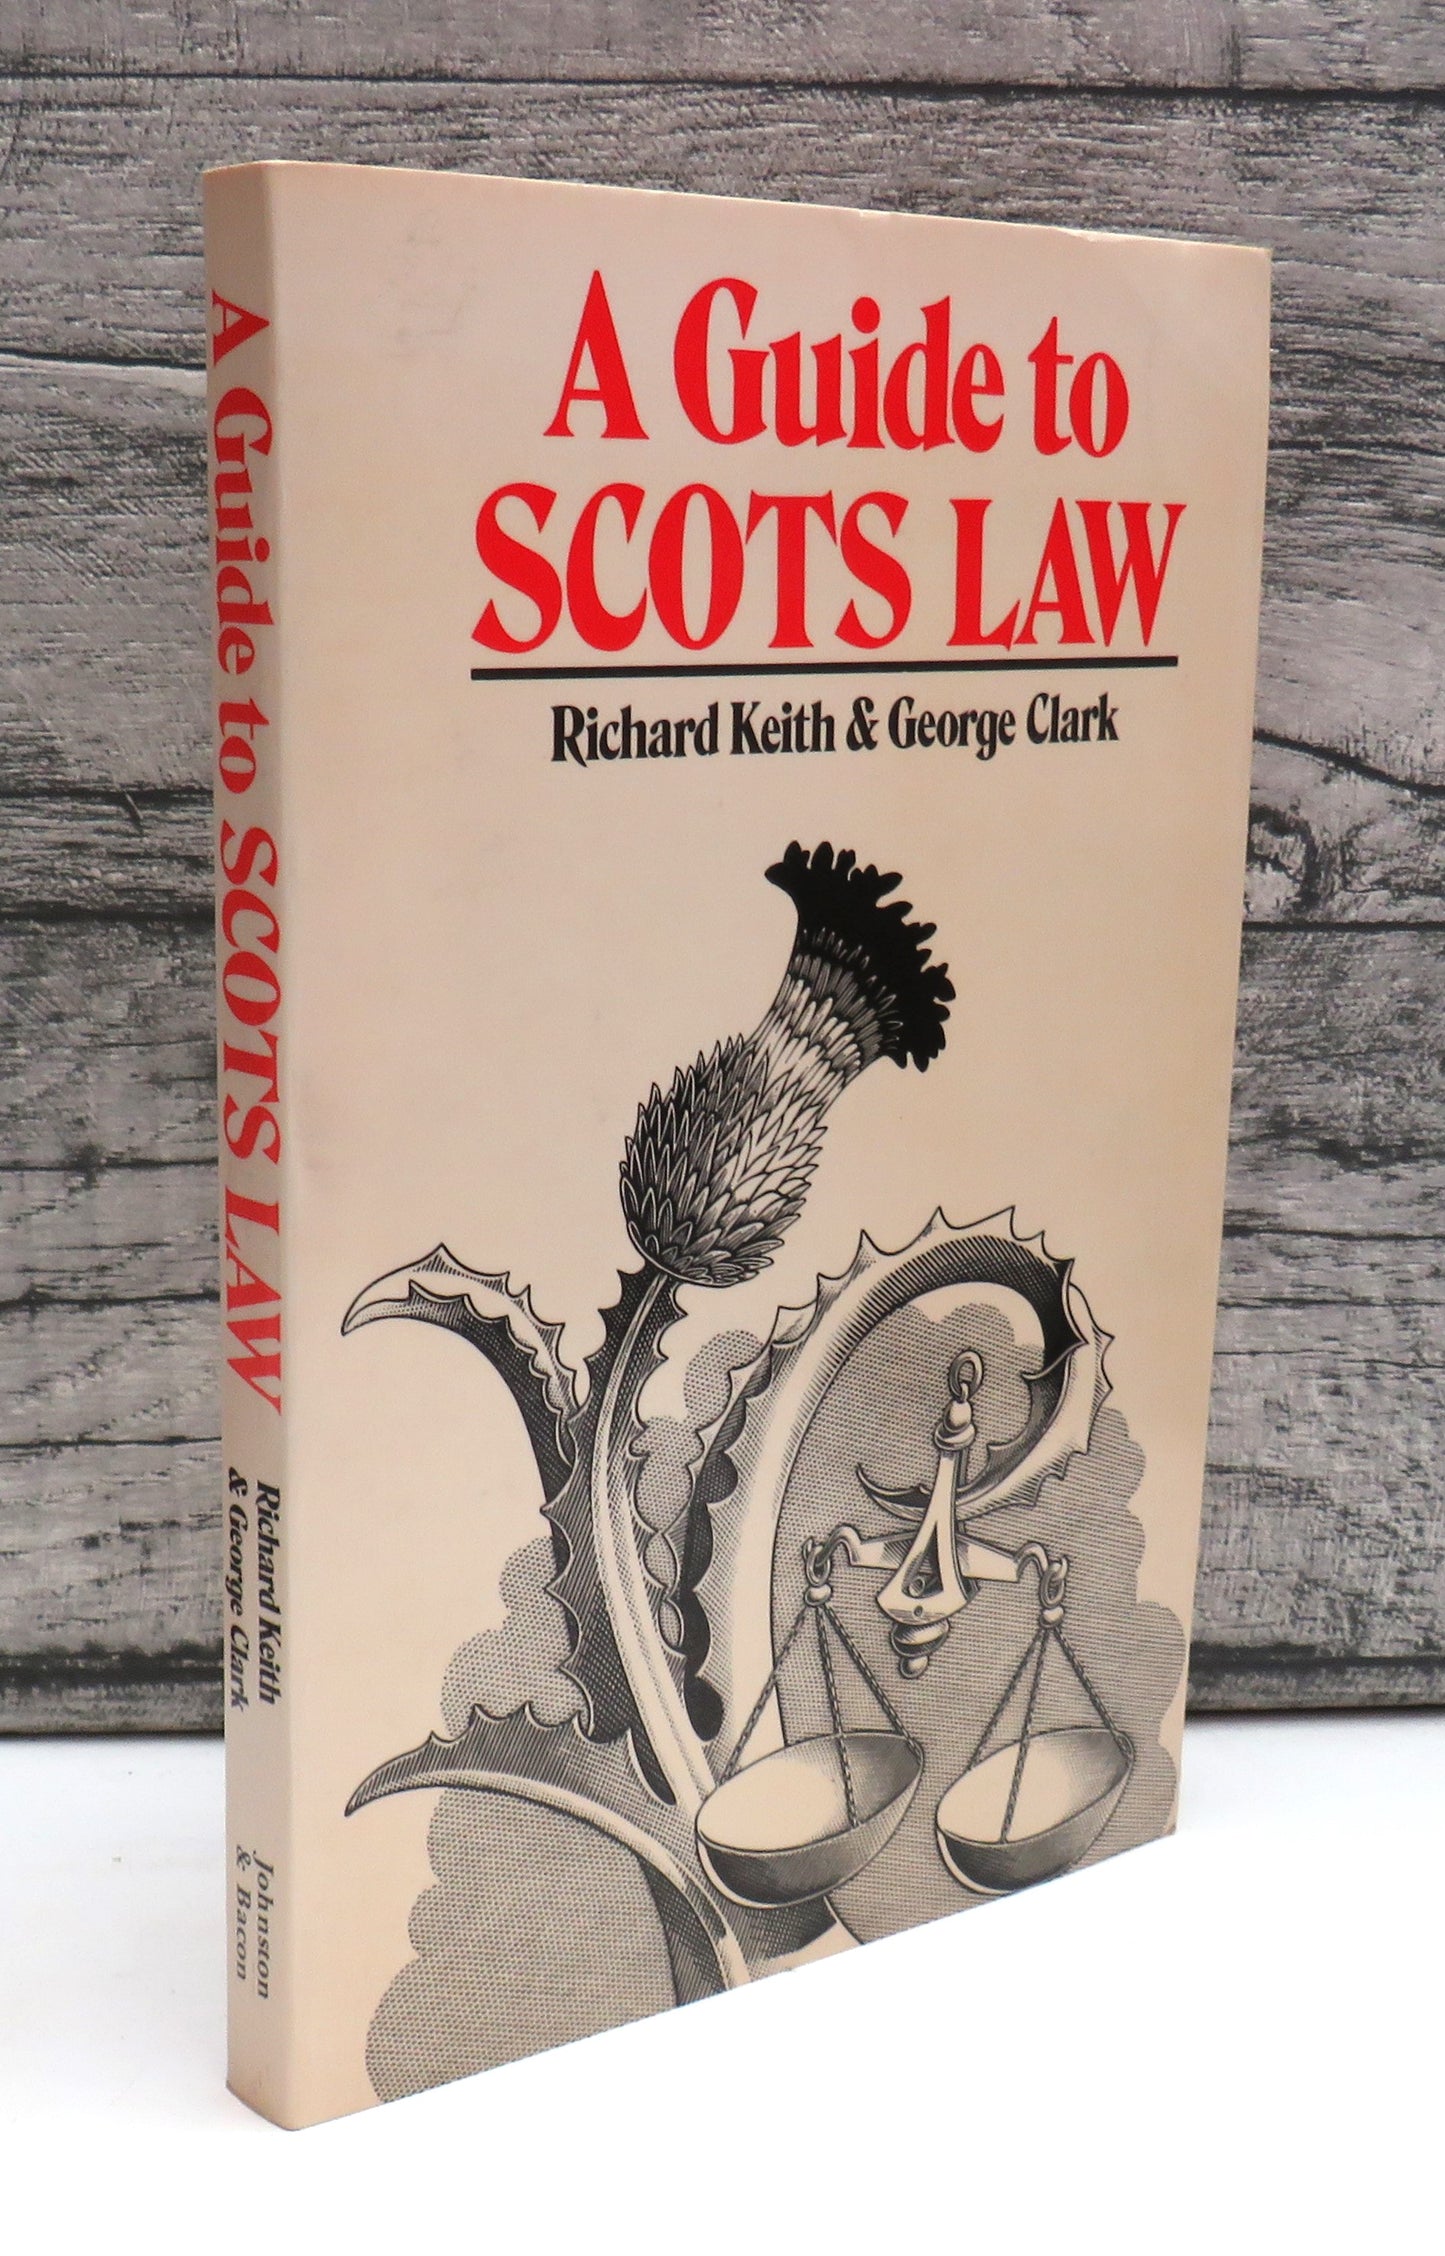 A Guide to
SCOTS LAW
Richard Keith & George Clark
A Guide to SCOTS LAW
Richard Keith
& George Clark
Johnston
& Bacon